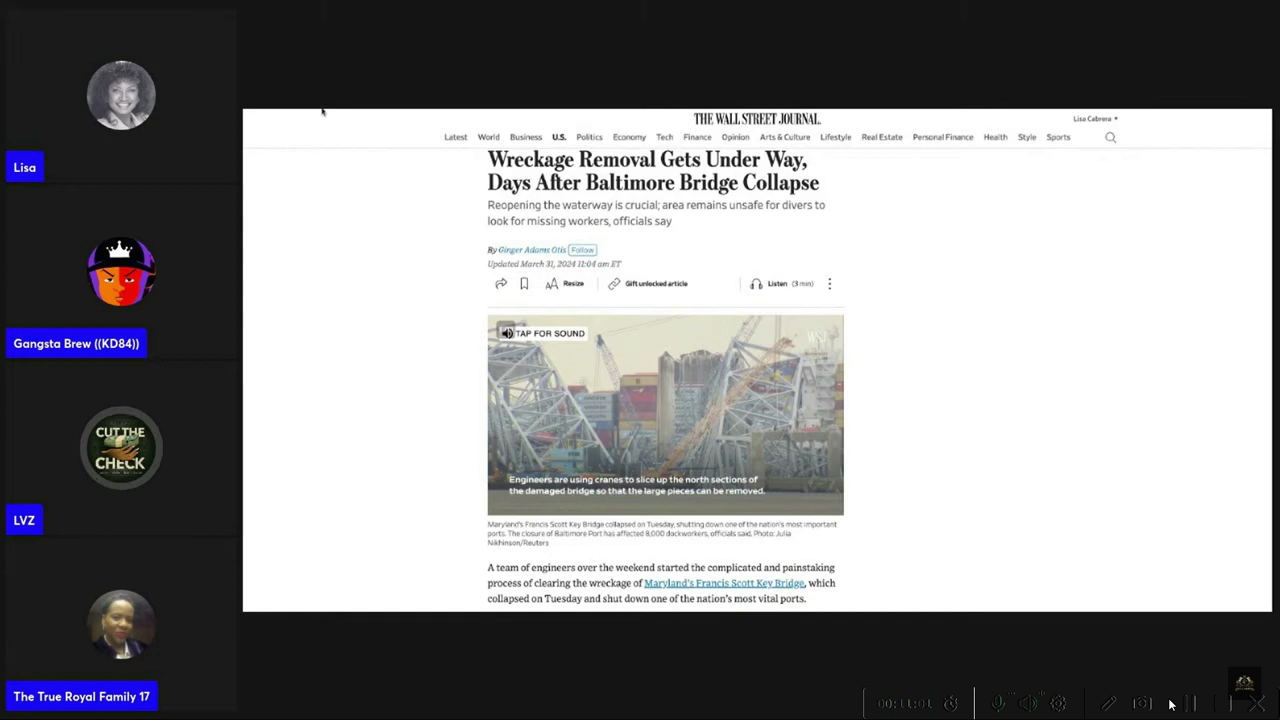 Lisa
Gangsta Brew ((KD84))
CUT THE
CHECK
LVZ
The True Royal Family 17
THE WALL STREET JOURNAL.
Lisa Cabrera
Latest World Business U.S. Politics Economy Tech Finance Opinion Arts & Culture Lifestyle Real Estate Personal Finance Health Style Sports
Wreckage Removal Gets Under Way,
Days After Baltimore Bridge Collapse
Reopening the waterway is crucial; area remains unsafe for divers to
look for missing workers, officials say
By Ginger Adams Otis Follow
Updated March 31, 2024 11:04 am ET
AA Resize Gift unlocked article Listen (3 min)
TAP FOR SOUND
WSJ
Engineers are using cranes to slice up the north sections of
the damaged bridge so that the large pieces can be removed.
Maryland's Francis Scott Key Bridge collapsed on Tuesday, shutting down one of the nation's most important
ports. The closure of Baltimore Port has affected 8,000 dockworkers, officials said. Photo: Julia
Nikhinson/Reuters
A team of engineers over the weekend started the complicated and painstaking
process of clearing the wreckage of Maryland's Francis Scott Key Bridge, which
collapsed on Tuesday and shut down one of the nation's most vital ports.
00:11:01